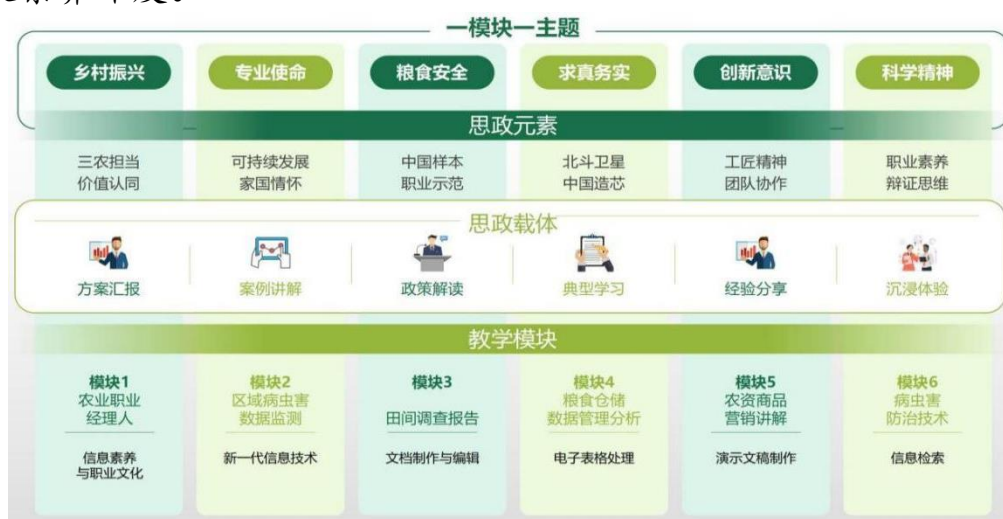 一模块一主题
乡村振兴 专业使命 粮食安全 求真务实 创新意识 科学精神
思政元素
三农担当 可持续发展 中国样本 北斗卫星 工匠精神 职业素养
价值认同 家国情怀 职业示范 中国造芯 团队协作 辩证思维
思政载体
方案汇报 案例讲解 政策解读 典型学习 经验分享 沉浸体验
教学模块
模块1 模块2 模块3 模块4 模块5 模块6
农业职业 区域病虫害 粮食仓储 农资商品 病虫害
经理人 数据监测 田间调查报告 数据管理分析 营销讲解 防治技术
信息素养 新一代信息技术 文档制作与编辑 电子表格处理 演示文稿制作 信息检索
与职业文化